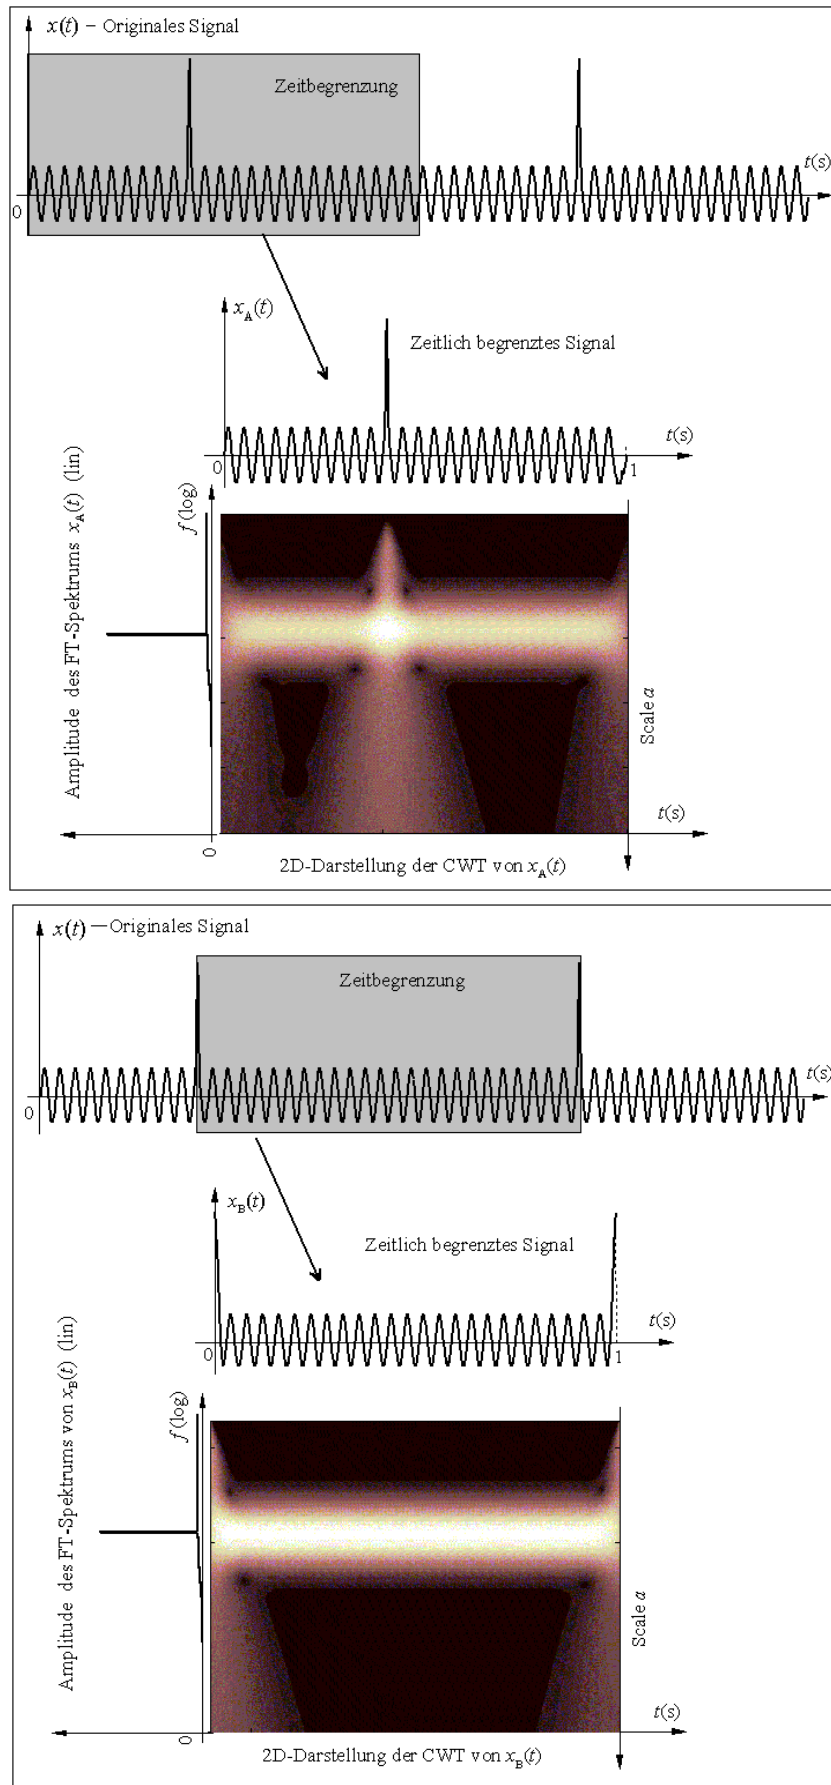 x(t) – Originales Signal
Zeitbegrenzung
t(s)
0
x_A(t)
Zeitlich begrenztes Signal
t(s)
0
1
Amplitude des FT-Spektrums x_A(t) (lin)
f (log)
Scale a
t(s)
0
2D-Darstellung der CWT von x_A(t)
x(t) — Originales Signal
Zeitbegrenzung
t(s)
0
x_B(t)
Zeitlich begrenztes Signal
t(s)
0
1
Amplitude des FT-Spektrums von x_B(t) (lin)
f (log)
Scale a
t(s)
0
2D-Darstellung der CWT von x_B(t)